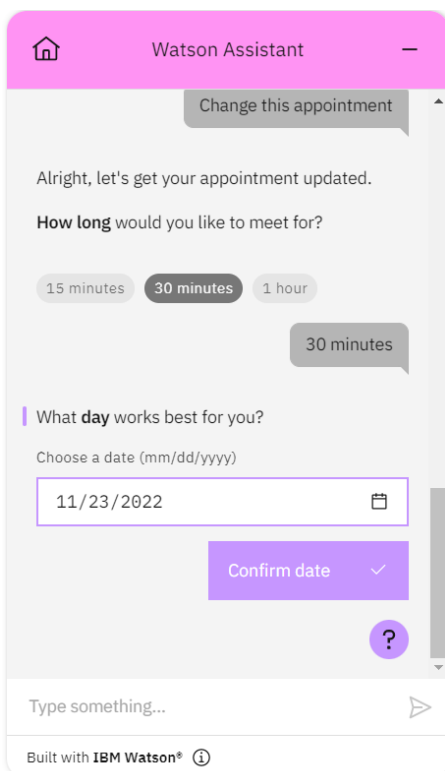 Watson Assistant
Change this appointment
Alright, let's get your appointment updated.
How long would you like to meet for?
15 minutes 30 minutes 1 hour
30 minutes
What day works best for you?
Choose a date (mm/dd/yyyy)
11/23/2022
Confirm date
?
Type something...
Built with IBM Watson®